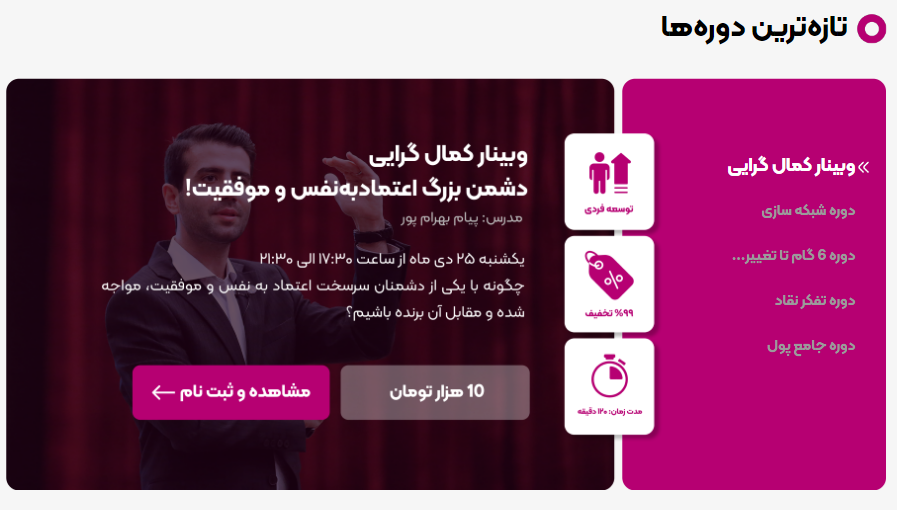 تازه‌ترین دوره‌ها
وبینار کمال گرایی
دوره شبکه سازی
دوره 6 گام تا تغییر...
دوره تفکر نقاد
دوره جامع پول
توسعه فردی
%۹۹ تخفیف
مدت زمان: ۱۲۰ دقیقه
وبینار کمال گرایی
دشمن بزرگ اعتمادبه‌نفس و موفقیت!
مدرس: پیام بهرام پور
یکشنبه ۲۵ دی ماه از ساعت ۱۷:۳۰ الی ۲۱:۳۰
چگونه با یکی از دشمنان سرسخت اعتماد به نفس و موفقیت، مواجه
شده و مقابل آن برنده باشیم؟
10 هزار تومان
مشاهده و ثبت نام